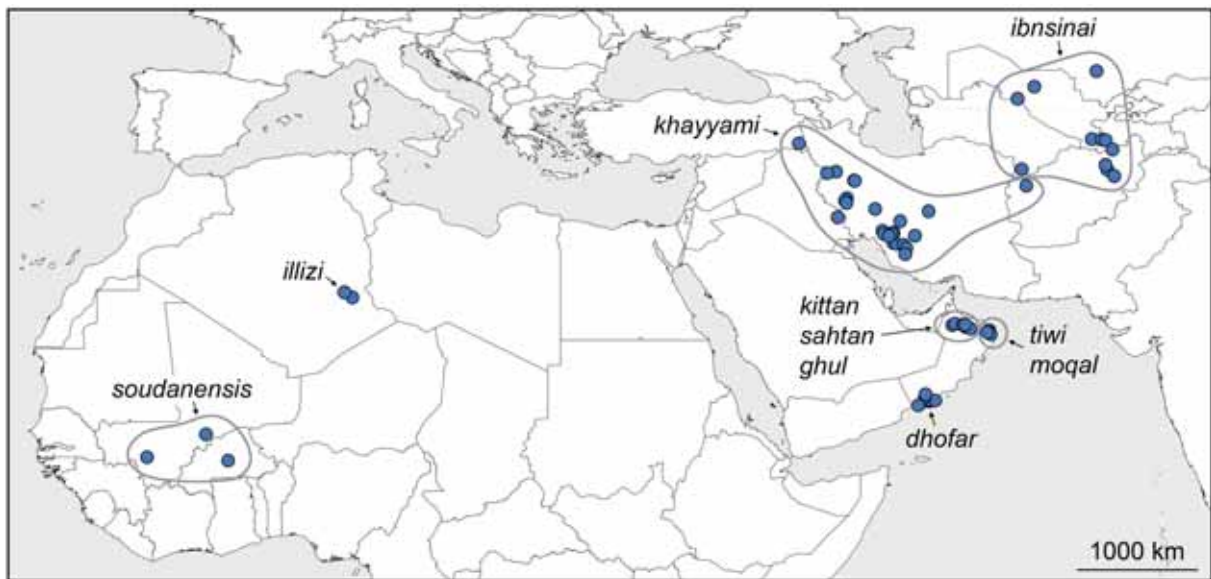 ibnsinai
khayyami
illizi
kittan
sahtan
ghul
tiwi
moqal
soudanensis
dhofar
1000 km